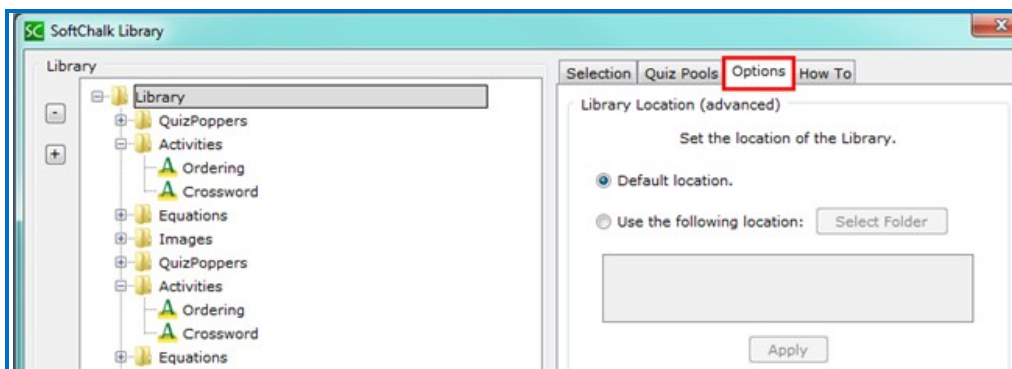 SC SoftChalk Library
x
Library
-
+
Library
QuizPoppers
Activities
A Ordering
A Crossword
Equations
Images
QuizPoppers
Activities
A Ordering
A Crossword
Equations
Selection Quiz Pools Options How To
Library Location (advanced)
Set the location of the Library.
Default location.
Use the following location: Select Folder
Apply